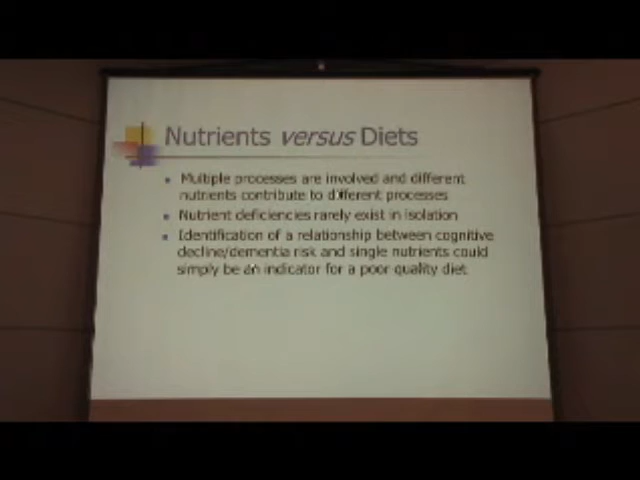 Nutrients versus Diets
Multiple processes are involved and different
nutrients contribute to different processes
Nutrient deficiencies rarely exist in isolation
Identification of a relationship between cognitive
decline/dementia risk and single nutrients could
simply be an indicator for a poor quality diet